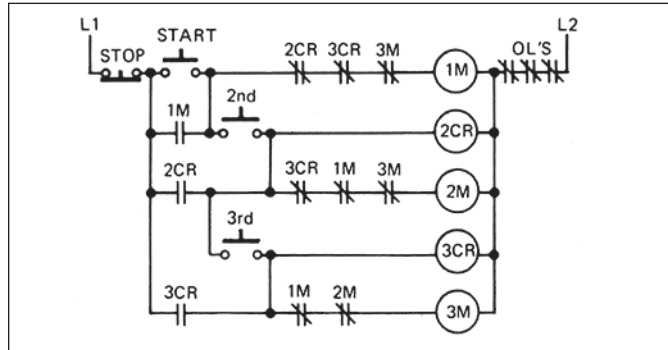 L1
L2
STOP
START
2CR 3CR 3M
1M
OL'S
1M
2nd
2CR
2CR
3CR 1M 3M
2M
3rd
3CR
3CR
1M 2M
3M